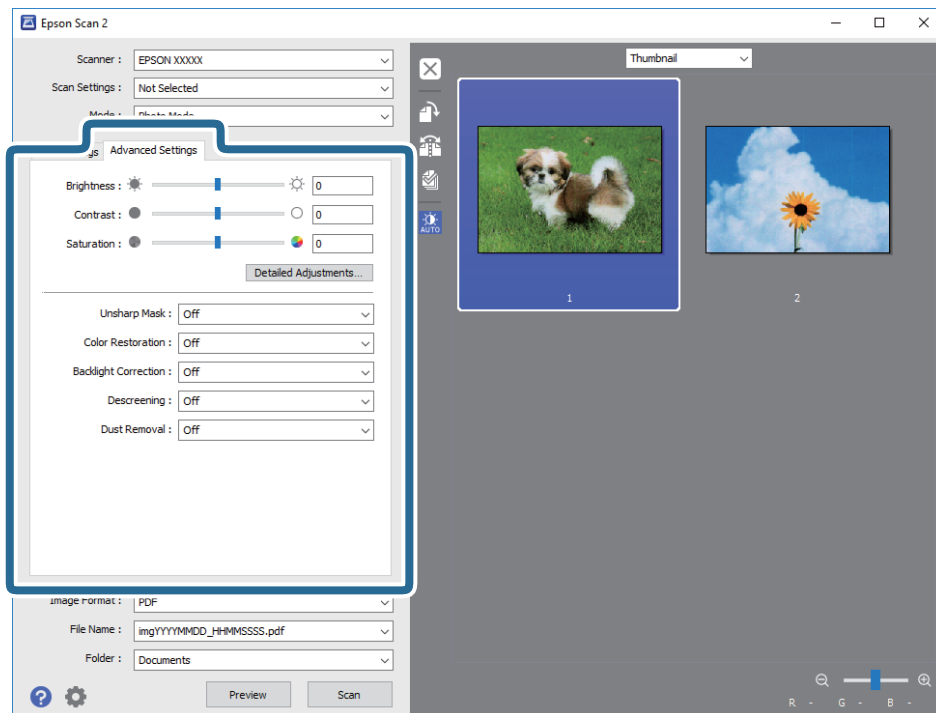 Epson Scan 2
Scanner : EPSON XXXXX
Scan Settings : Not Selected
Mode : Photo Mode
Advanced Settings
Brightness : 0
Contrast : 0
Saturation : 0
Detailed Adjustments...
Unsharp Mask : Off
Color Restoration : Off
Backlight Correction : Off
Descreening : Off
Dust Removal : Off
Image Format : PDF
File Name : imgYYYYMMDD_HHMMSSSS.pdf
Folder : Documents
?
Preview
Scan
AUTO
Thumbnail
1
2
R - G - B -